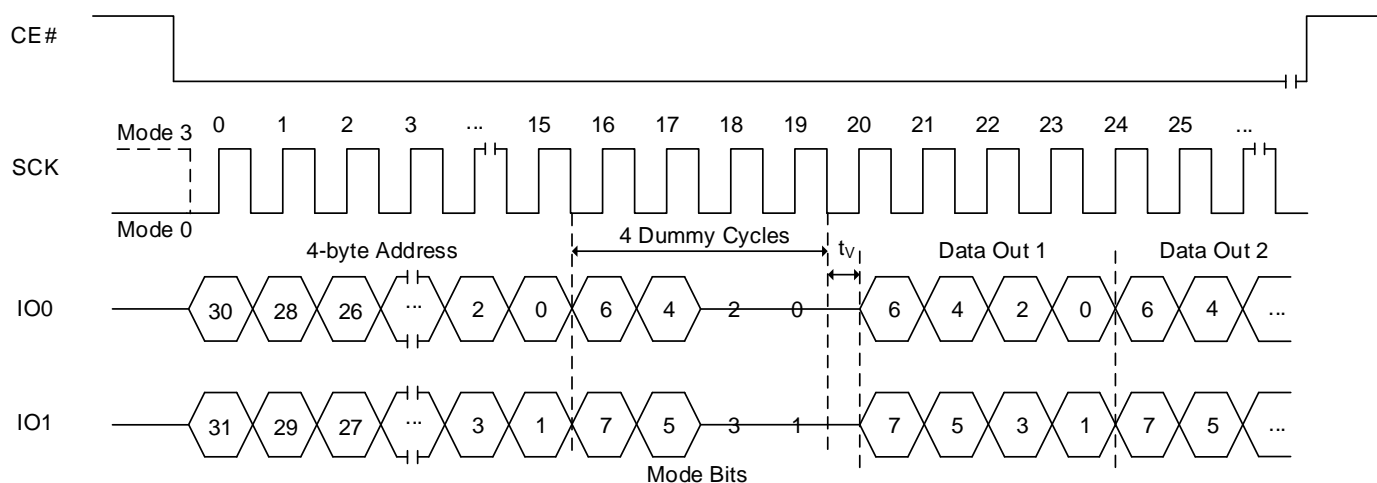 CE#
Mode 3 0 1 2 3 ... 15 16 17 18 19 20 21 22 23 24 25 ...
SCK
Mode 0
4-byte Address 4 Dummy Cycles tV Data Out 1 Data Out 2
IO0 30 28 26 ... 2 0 6 4 2 0 6 4 2 0 6 4 ...
IO1 31 29 27 ... 3 1 7 5 3 1 7 5 3 1 7 5 ...
Mode Bits